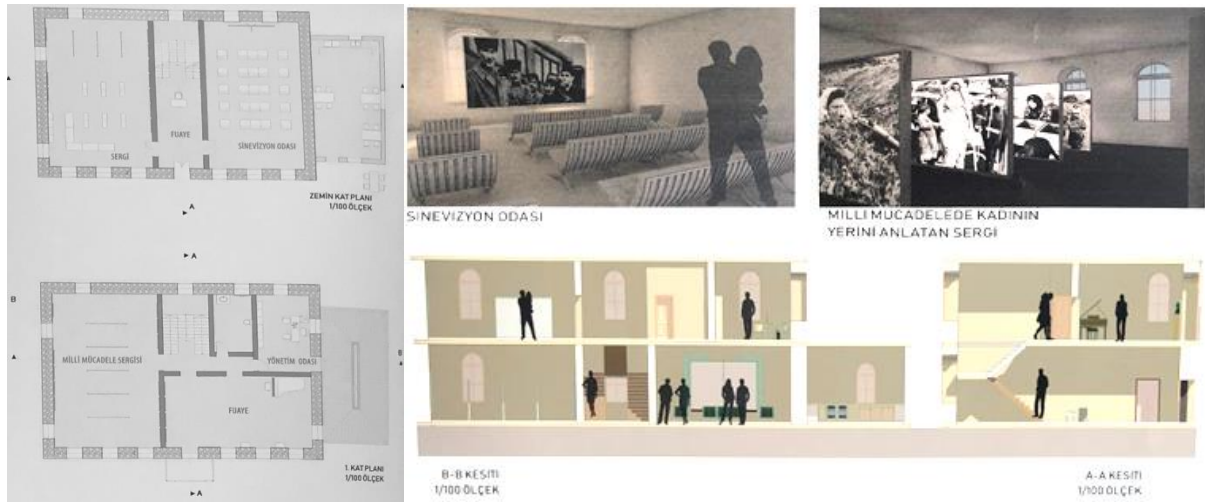 SERGİ
FUAYE
SİNEVİZYON ODASI
ZEMİN KAT PLANI
1/100 ÖLÇEK
A
A
B
MİLLİ MÜCADELE SERGİSİ
YÖNETİM ODASI
B
FUAYE
1. KAT PLANI
1/100 ÖLÇEK
A
SİNEVİZYON ODASI
MİLLİ MÜCADELEDE KADININ
YERİNİ ANLATAN SERGİ
B-B KESİTİ
1/100 ÖLÇEK
A-A KESİTİ
1/100 ÖLÇEK